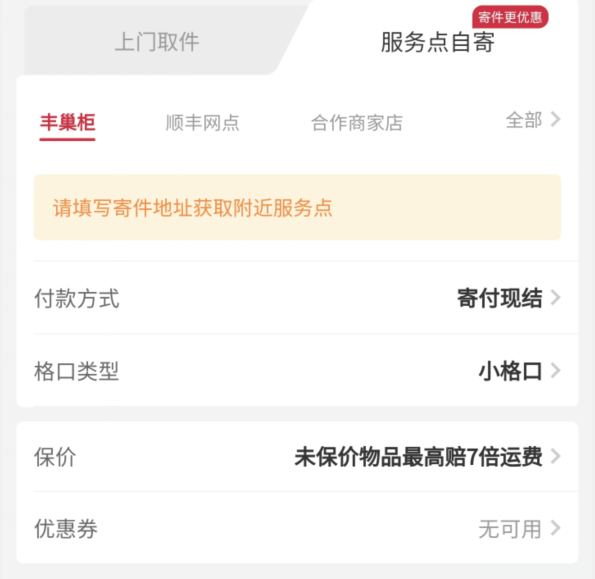 寄件更优惠
上门取件
服务点自寄
丰巢柜
顺丰网点
合作商家店
全部
请填写寄件地址获取附近服务点
付款方式
寄付现结
格口类型
小格口
保价
未保价物品最高赔7倍运费
优惠券
无可用